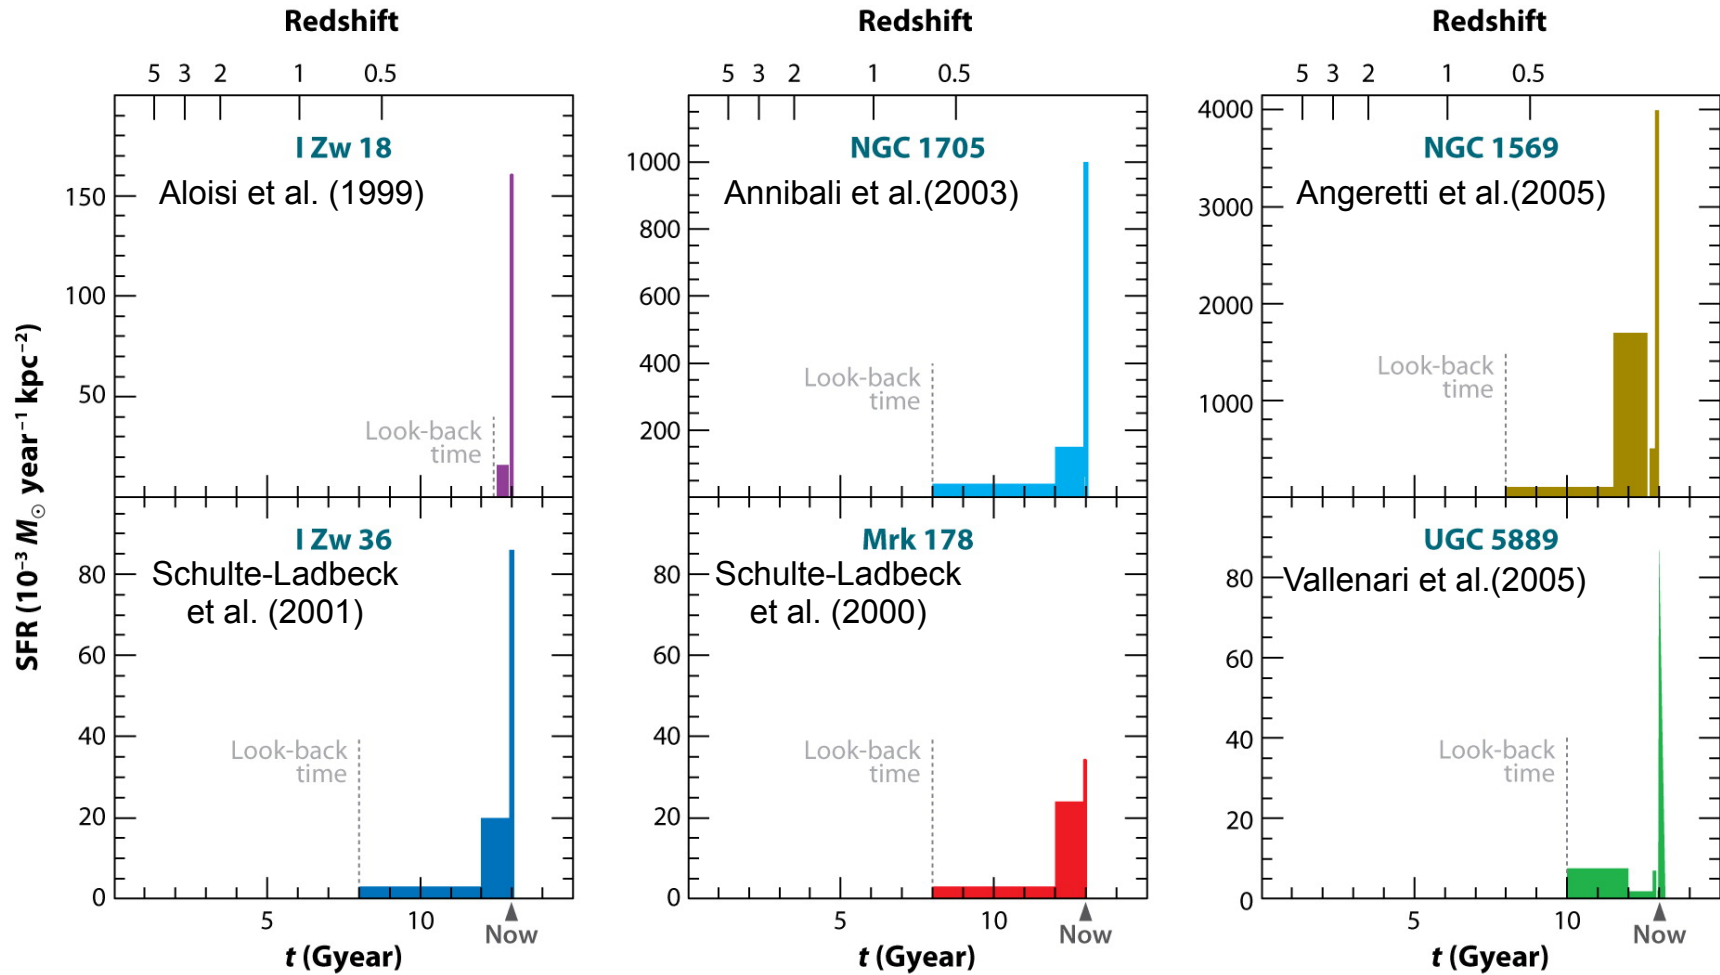 Redshift
Redshift
Redshift
5 3 2 1 0.5
5 3 2 1 0.5
5 3 2 1 0.5
SFR (10⁻³ M☉ year⁻¹ kpc⁻²)
I Zw 18
Aloisi et al. (1999)
150
100
50
Look-back
time
NGC 1705
Annibali et al.(2003)
1000
800
600
400
200
Look-back
time
NGC 1569
Angeretti et al.(2005)
4000
3000
2000
1000
Look-back
time
I Zw 36
Schulte-Ladbeck
et al. (2001)
80
60
40
20
0
Look-back
time
5 10
Now
t (Gyear)
Mrk 178
Schulte-Ladbeck
et al. (2000)
80
60
40
20
0
Look-back
time
5 10
Now
t (Gyear)
UGC 5889
Vallenari et al.(2005)
80
60
40
20
0
Look-back
time
5 10
Now
t (Gyear)